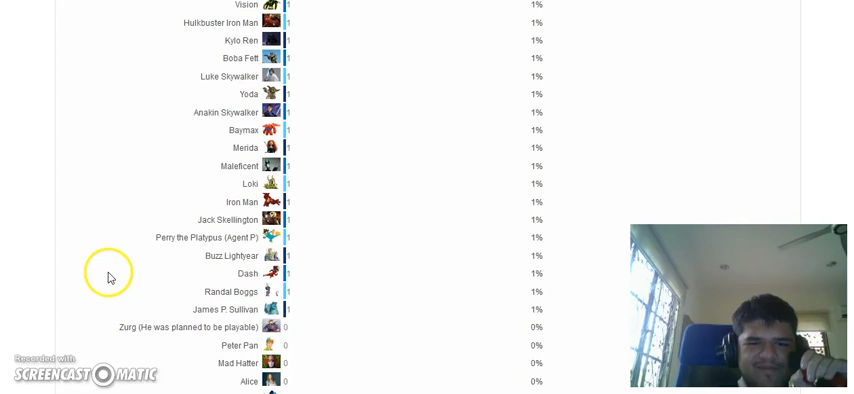 Vision 1 1%
Hulkbuster Iron Man 1 1%
Kylo Ren 1 1%
Boba Fett 1 1%
Luke Skywalker 1 1%
Yoda 1 1%
Anakin Skywalker 1 1%
Baymax 1 1%
Merida 1 1%
Maleficent 1 1%
Loki 1 1%
Iron Man 1 1%
Jack Skellington 1 1%
Perry the Platypus (Agent P) 1 1%
Buzz Lightyear 1 1%
Dash 1 1%
Randal Boggs 1 1%
James P. Sullivan 1 1%
Zurg (He was planned to be playable) 0 0%
Peter Pan 0 0%
Mad Hatter 0 0%
Alice 0 0%
Recorded with
SCREENCAST-O-MATIC